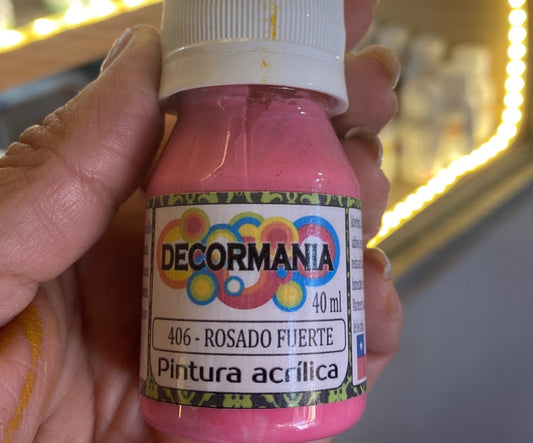 DECORMANIA
40 ml
406 - ROSADO FUERTE
Pintura acrílica